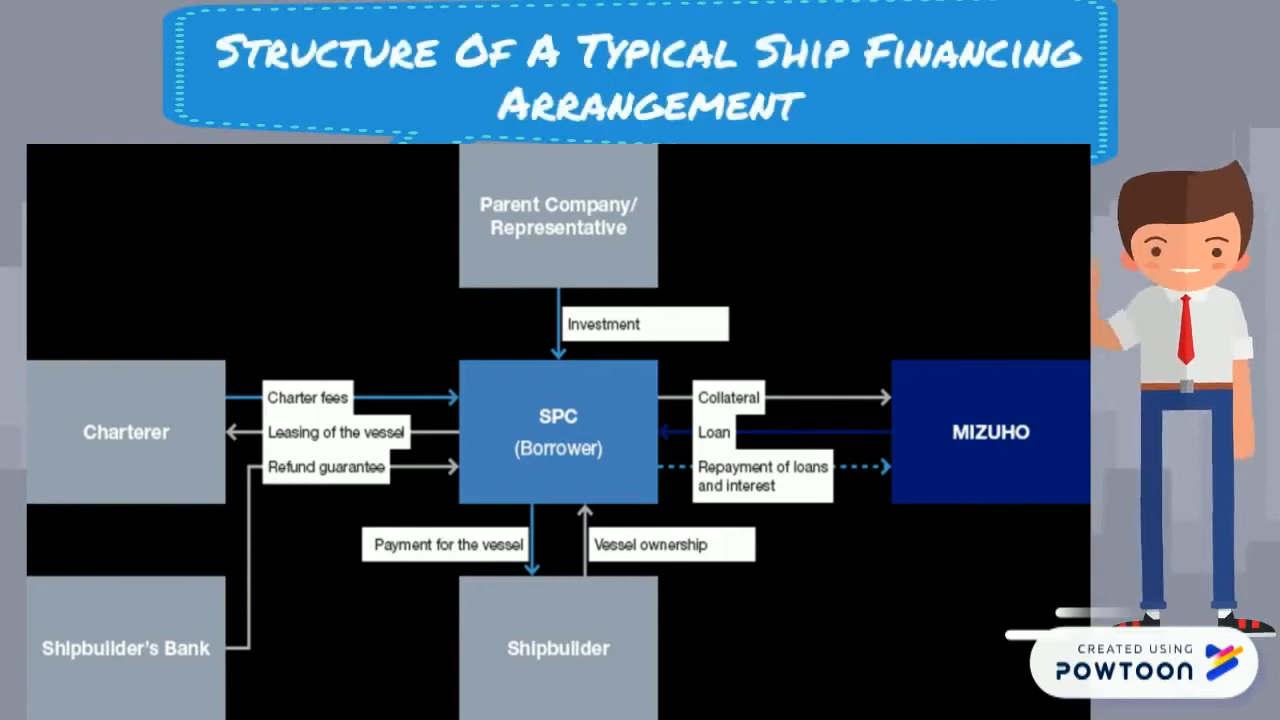 Structure Of A Typical Ship Financing
Arrangement
Parent Company/
Representative
Investment
Charterer
Charter fees
Leasing of the vessel
Refund guarantee
SPC
(Borrower)
Collateral
Loan
Repayment of loans
and interest
MIZUHO
Payment for the vessel
Vessel ownership
Shipbuilder's Bank
Shipbuilder
CREATED USING
POWTOON